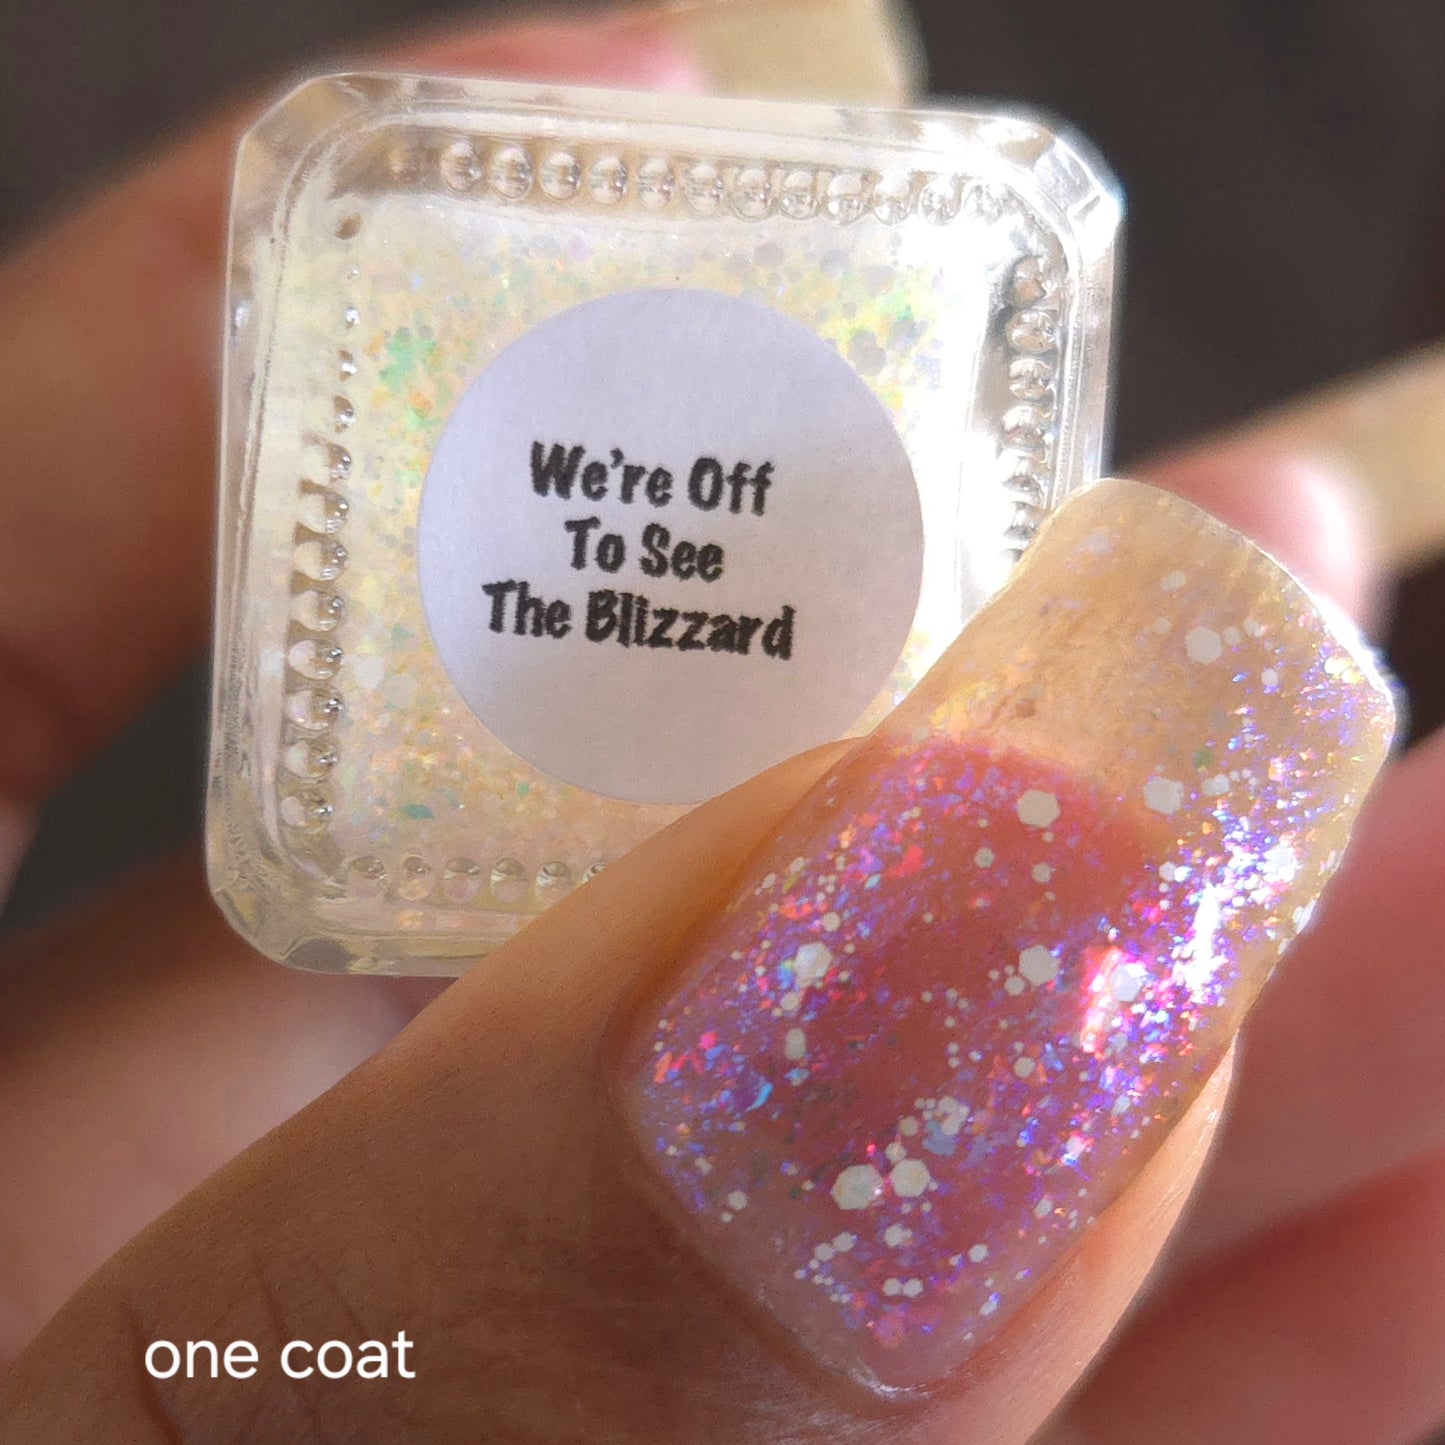 We're Off
To See
The Blizzard
one coat